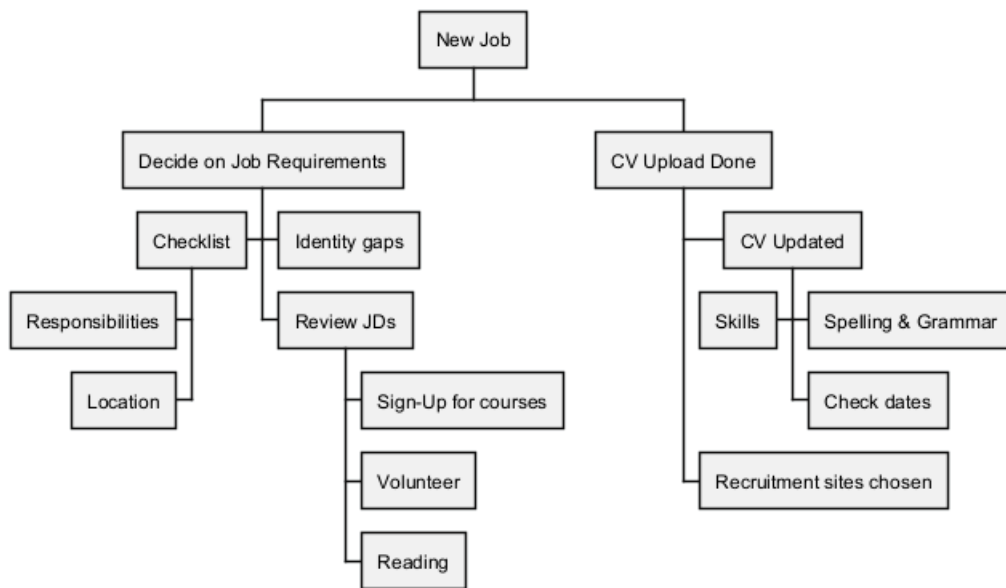 New Job
Decide on Job Requirements
CV Upload Done
Checklist
Identity gaps
CV Updated
Responsibilities
Review JDs
Skills
Spelling & Grammar
Location
Sign-Up for courses
Check dates
Volunteer
Recruitment sites chosen
Reading